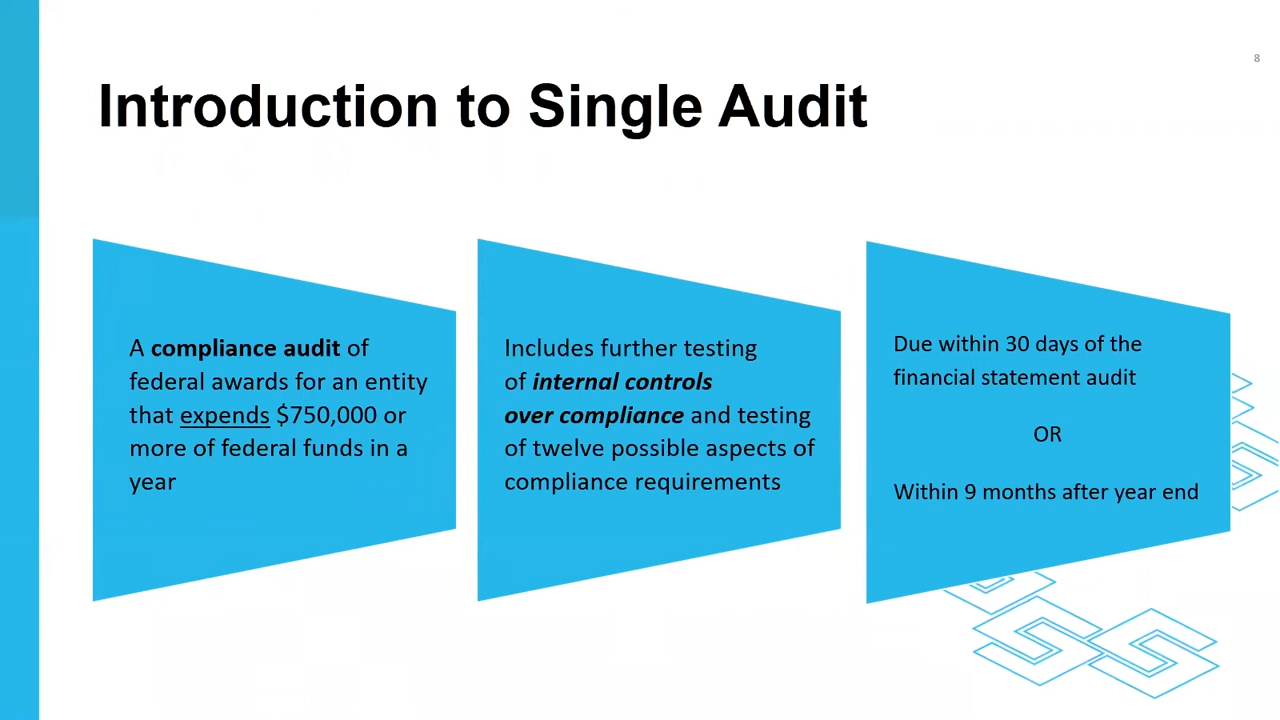 8
Introduction to Single Audit
A compliance audit of
federal awards for an entity
that expends $750,000 or
more of federal funds in a
year
Includes further testing
of internal controls
over compliance and testing
of twelve possible aspects of
compliance requirements
Due within 30 days of the
financial statement audit
OR
Within 9 months after year end